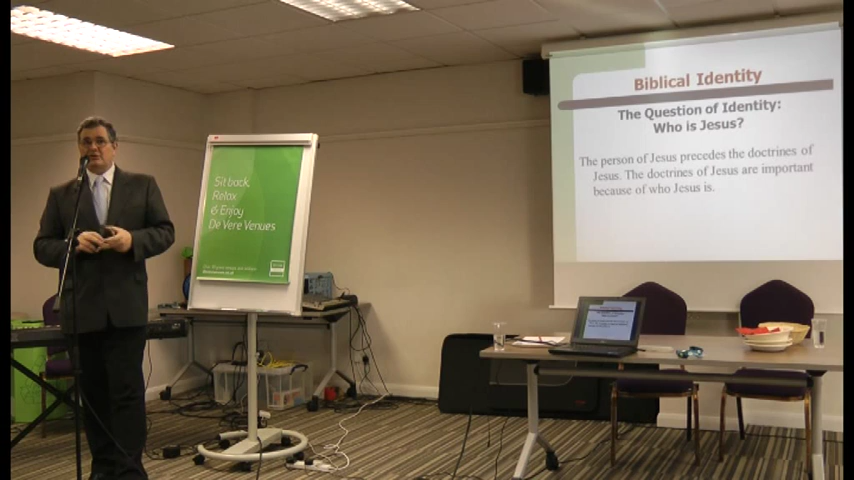 Sit back,
Relax
& Enjoy
De Vere Venues
Biblical Identity
The Question of Identity:
Who is Jesus?
The person of Jesus precedes the doctrines of
Jesus. The doctrines of Jesus are important
because of who Jesus is.